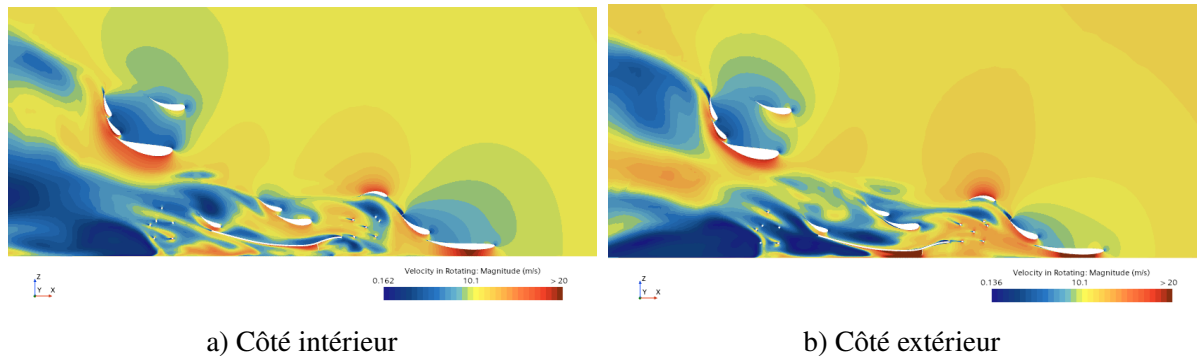 Z
Y X
Velocity in Rotating: Magnitude (m/s)
0.162 10.1 > 20
a) Côté intérieur
Z
Y X
Velocity in Rotating: Magnitude (m/s)
0.136 10.1 > 20
b) Côté extérieur